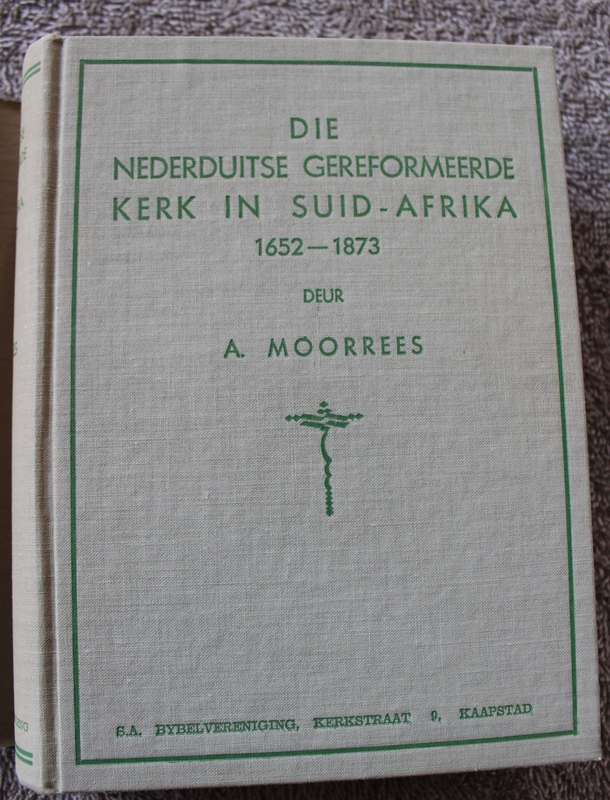 DIE
NEDERDUITSE GEREFORMEERDE
KERK IN SUID-AFRIKA
1652—1873
DEUR
A. MOORREES
S.A. BYBELVERENIGING, KERKSTRAAT 9, KAAPSTAD